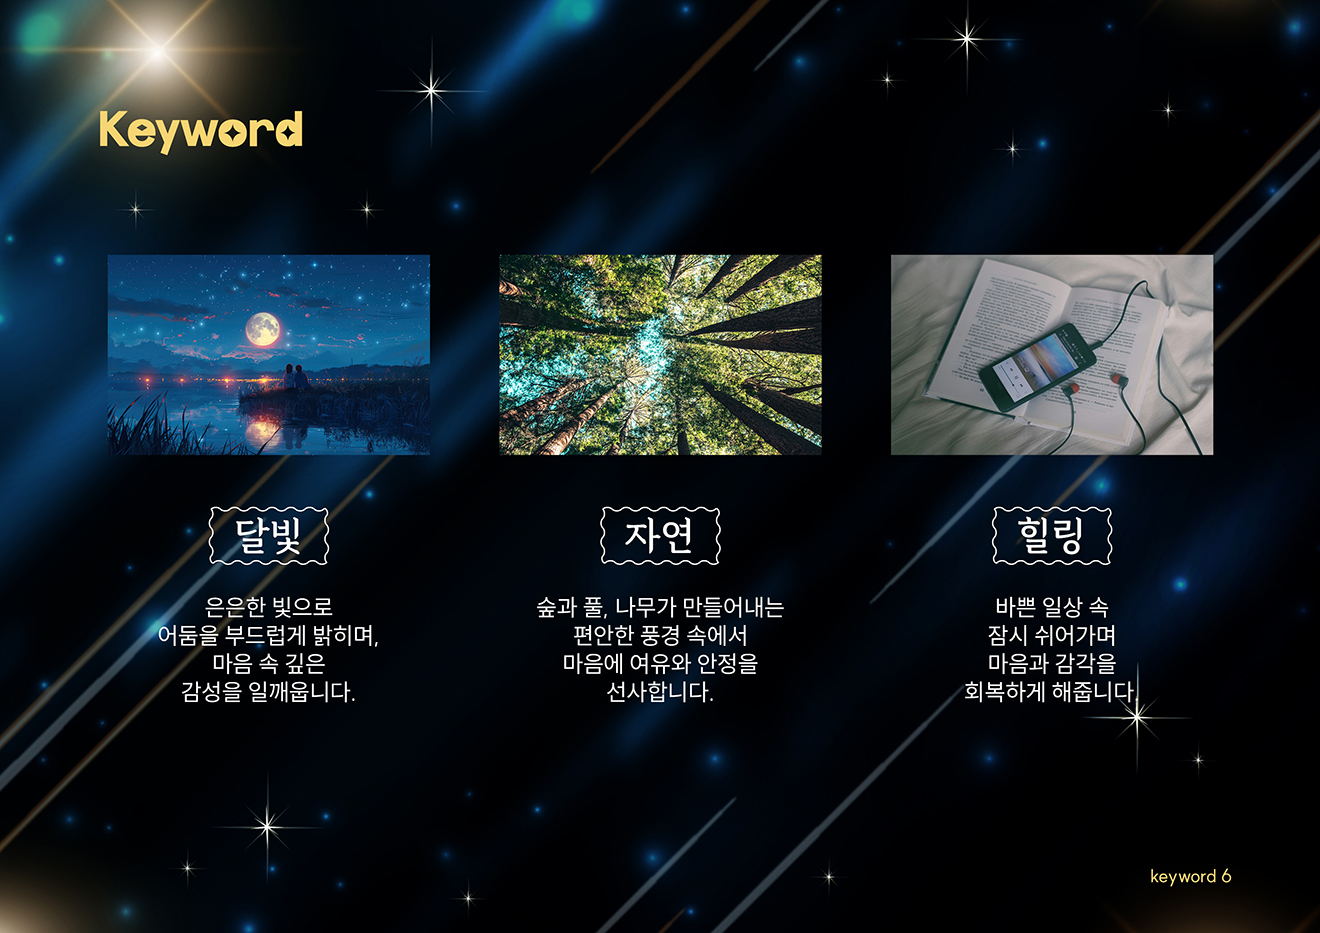 Keyword
달빛
은은한 빛으로
어둠을 부드럽게 밝히며,
마음 속 깊은
감성을 일깨웁니다.
자연
숲과 풀, 나무가 만들어내는
편안한 풍경 속에서
마음에 여유와 안정을
선사합니다.
힐링
바쁜 일상 속
잠시 쉬어가며
마음과 감각을
회복하게 해줍니다.
keyword 6